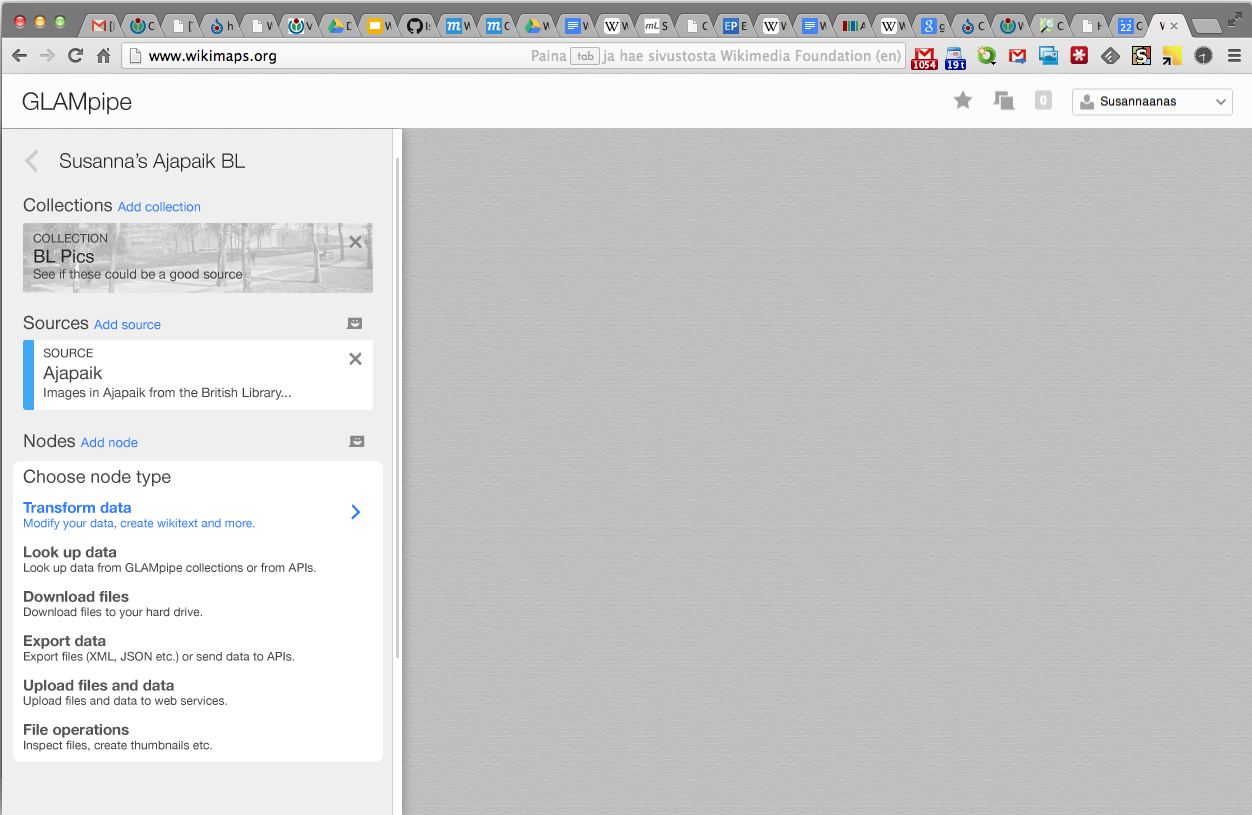 www.wikimaps.org
Paina tab ja hae sivustosta Wikimedia Foundation (en)
1054
19 t
GLAMpipe
0
Susannaanas
Susanna's Ajapaik BL
Collections Add collection
COLLECTION
BL Pics
See if these could be a good source
Sources Add source
SOURCE
Ajapaik
Images in Ajapaik from the British Library...
Nodes Add node
Choose node type
Transform data
Modify your data, create wikitext and more.
Look up data
Look up data from GLAMpipe collections or from APIs.
Download files
Download files to your hard drive.
Export data
Export files (XML, JSON etc.) or send data to APIs.
Upload files and data
Upload files and data to web services.
File operations
Inspect files, create thumbnails etc.